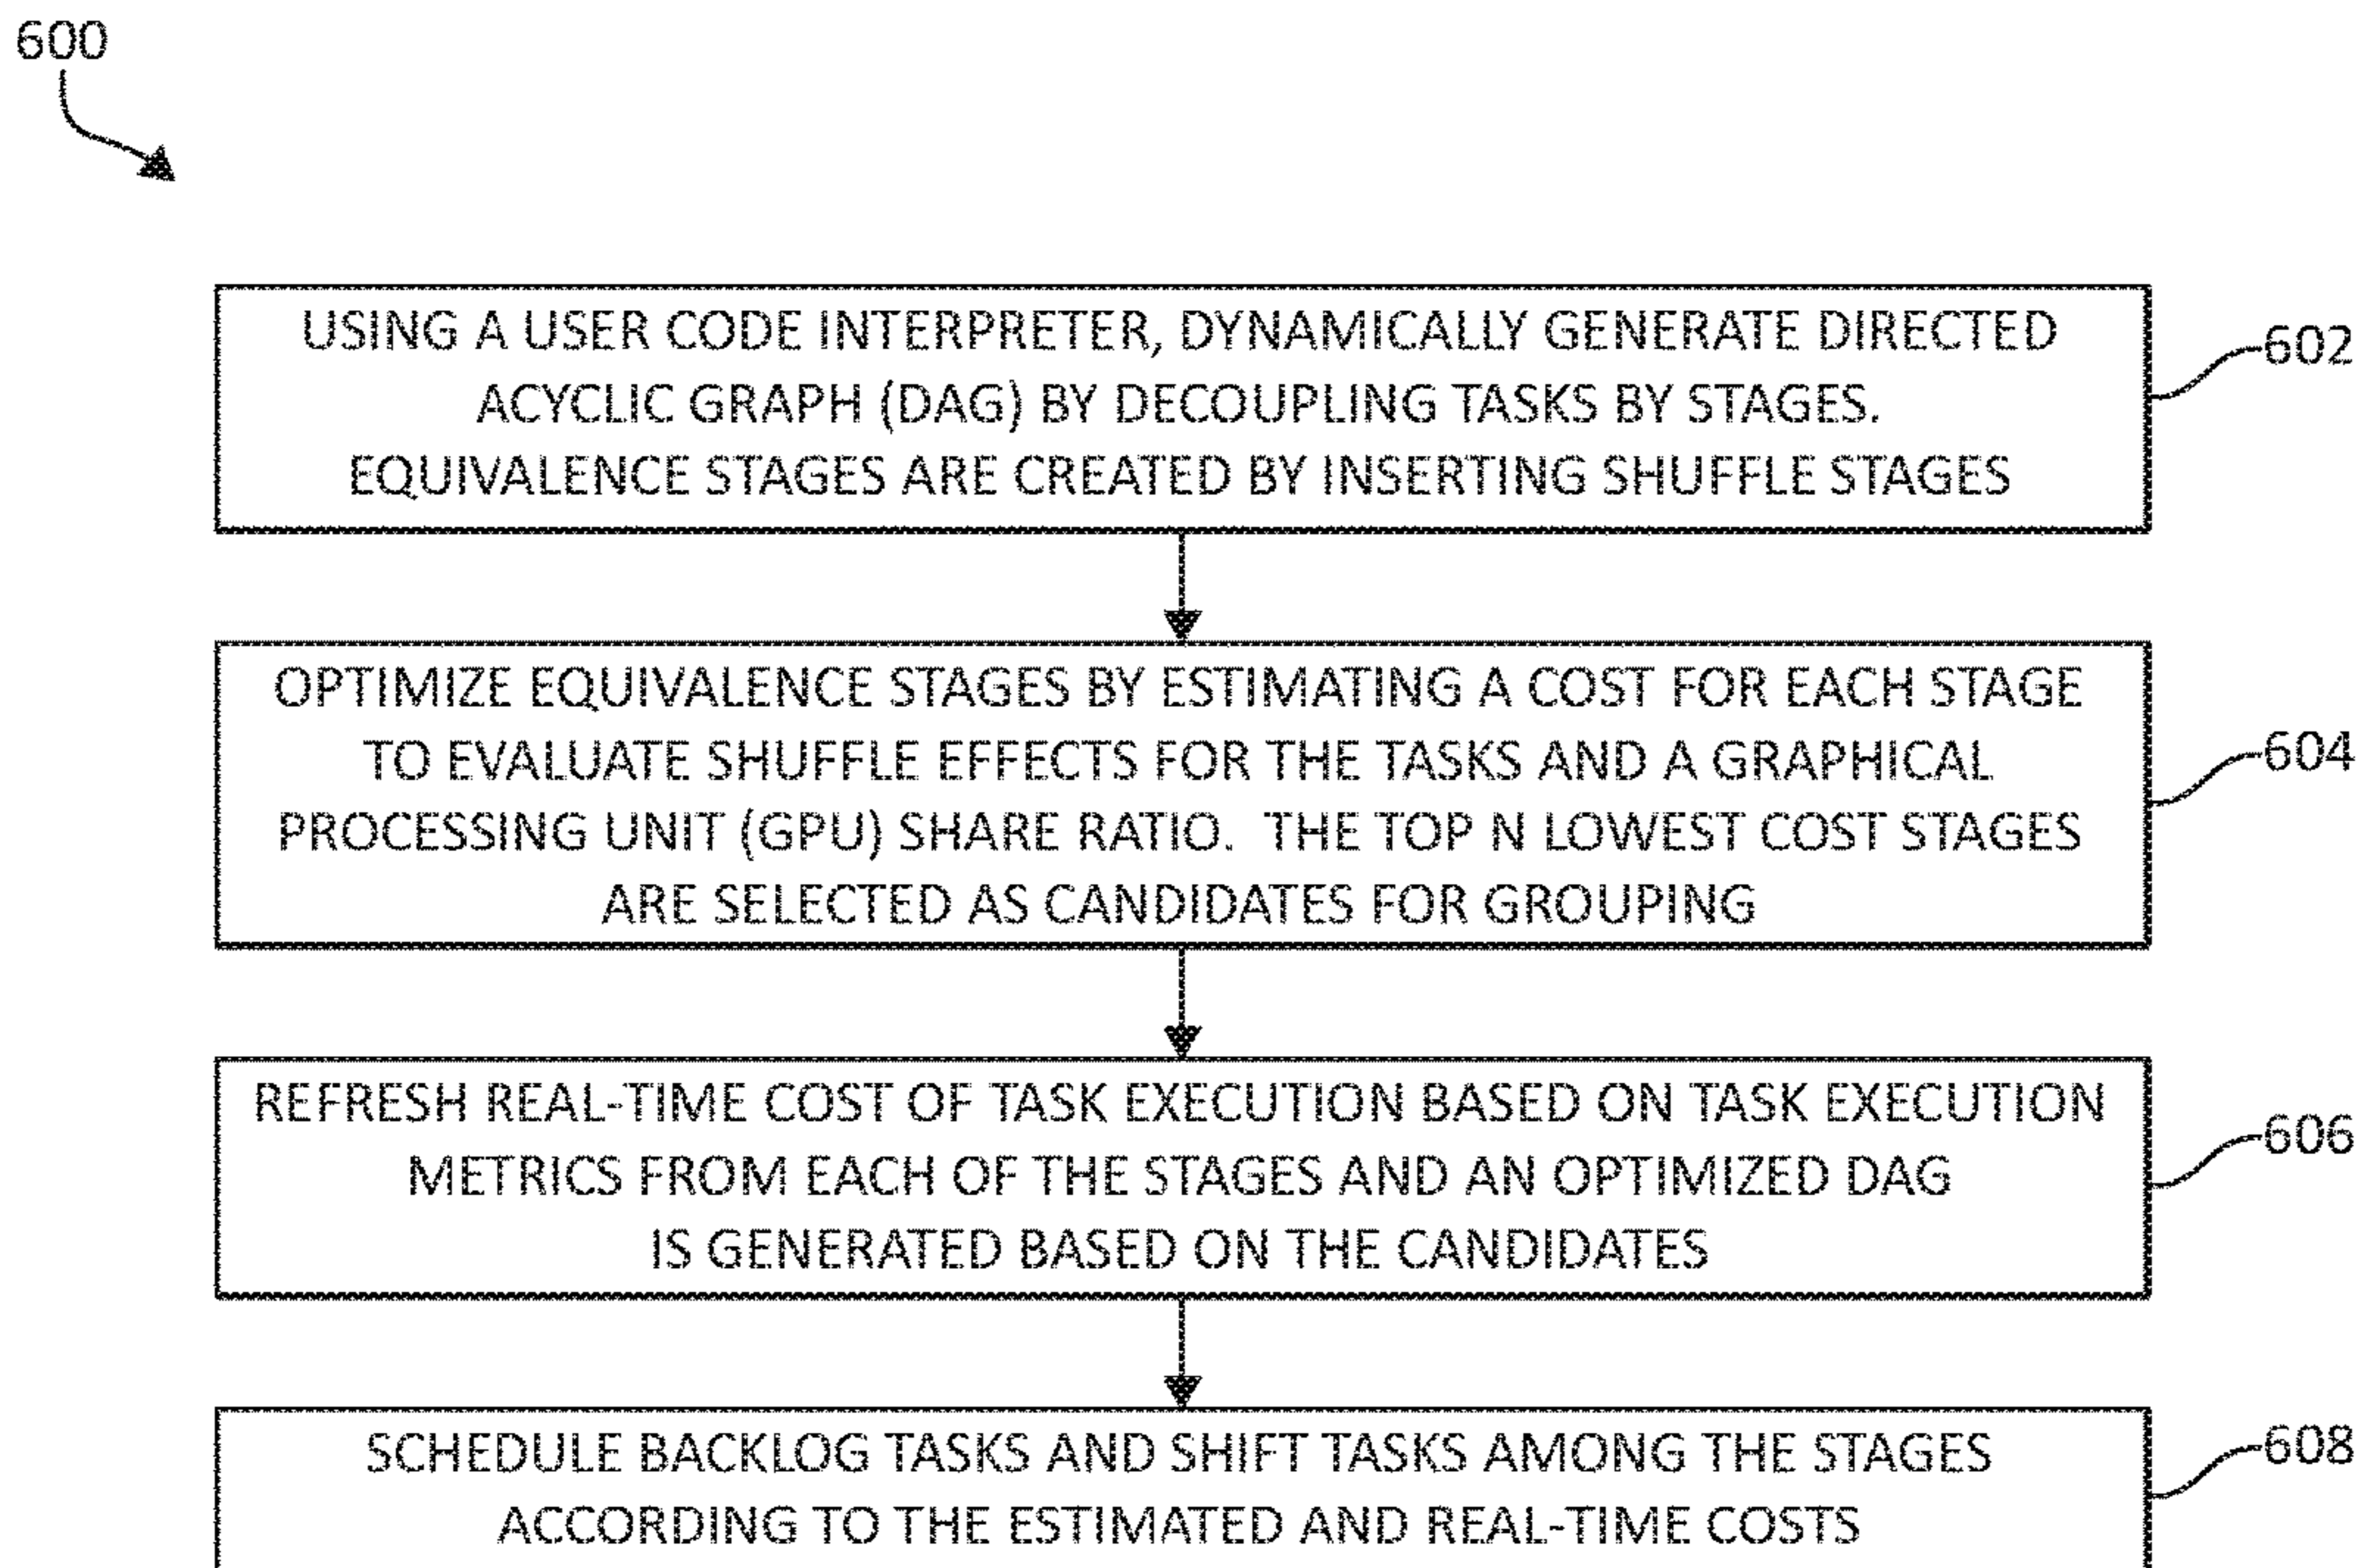 600
USING A USER CODE INTERPRETER, DYNAMICALLY GENERATE DIRECTED
ACYCLIC GRAPH (DAG) BY DECOUPLING TASKS BY STAGES.
EQUIVALENCE STAGES ARE CREATED BY INSERTING SHUFFLE STAGES
602
OPTIMIZE EQUIVALENCE STAGES BY ESTIMATING A COST FOR EACH STAGE
TO EVALUATE SHUFFLE EFFECTS FOR THE TASKS AND A GRAPHICAL
PROCESSING UNIT (GPU) SHARE RATIO. THE TOP N LOWEST COST STAGES
ARE SELECTED AS CANDIDATES FOR GROUPING
604
REFRESH REAL-TIME COST OF TASK EXECUTION BASED ON TASK EXECUTION
METRICS FROM EACH OF THE STAGES AND AN OPTIMIZED DAG
IS GENERATED BASED ON THE CANDIDATES
606
SCHEDULE BACKLOG TASKS AND SHIFT TASKS AMONG THE STAGES
ACCORDING TO THE ESTIMATED AND REAL-TIME COSTS
608